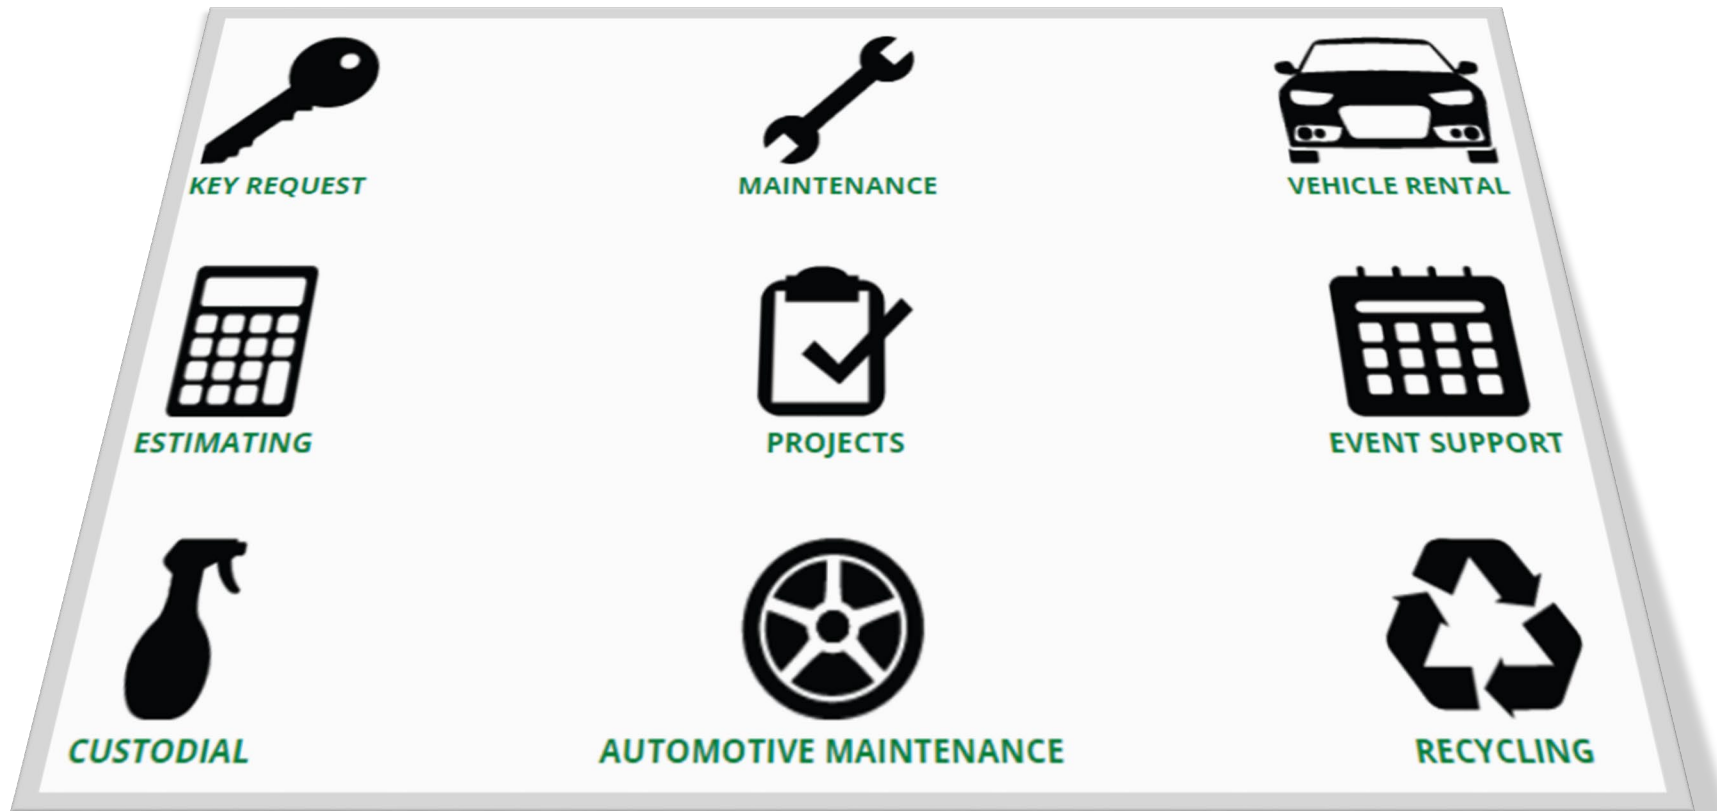 KEY REQUEST
MAINTENANCE
VEHICLE RENTAL
ESTIMATING
PROJECTS
EVENT SUPPORT
CUSTODIAL
AUTOMOTIVE MAINTENANCE
RECYCLING